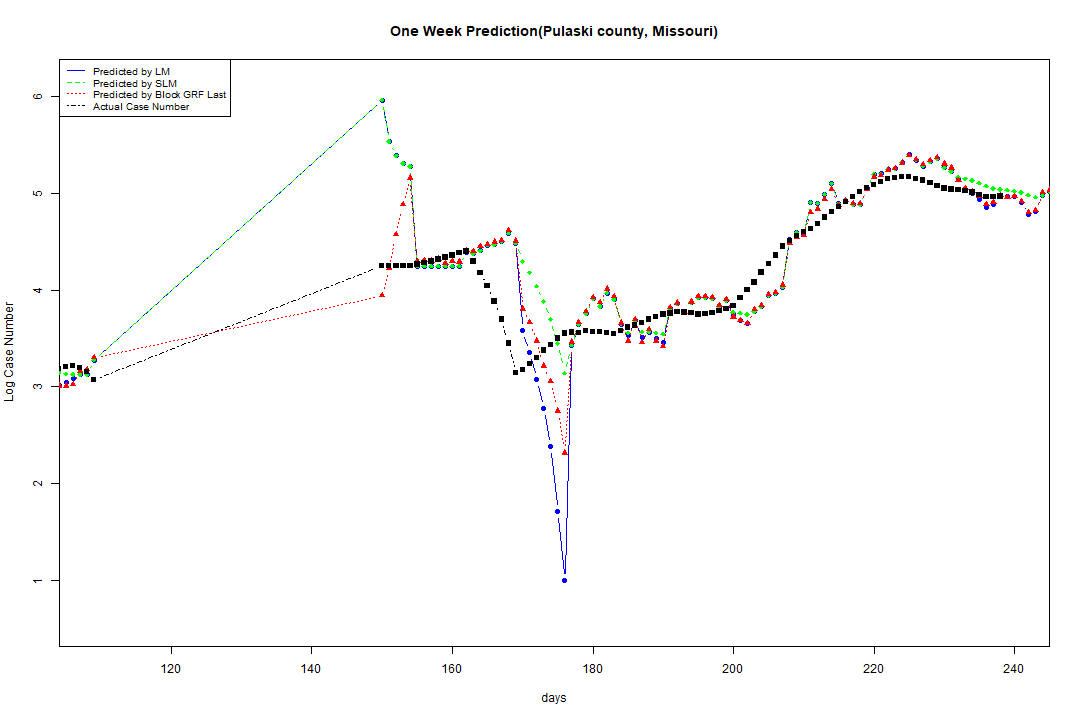 One Week Prediction(Pulaski county, Missouri)
Predicted by LM
Predicted by SLM
Predicted by Block GRF Last
Actual Case Number
6
5
4
3
2
1
Log Case Number
120 140 160 180 200 220 240
days